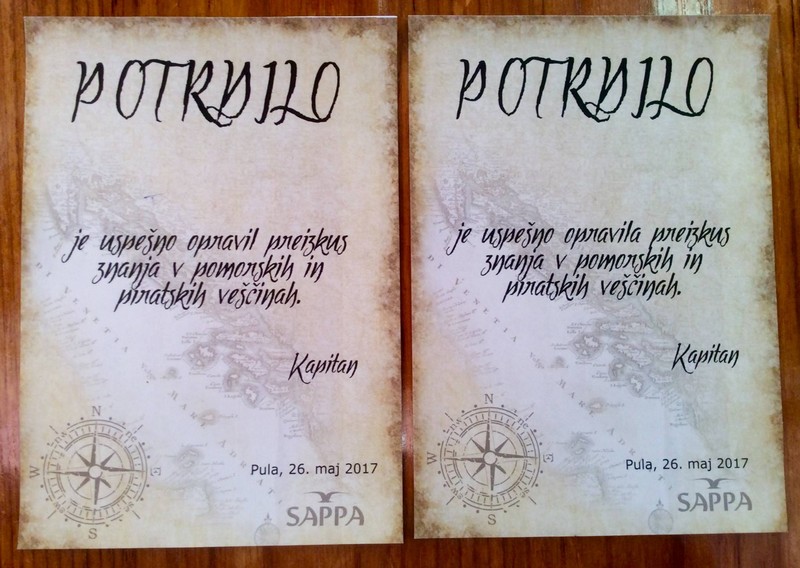 POTRDILO
je uspešno opravil preizkus
znanja v pomorskih in
piratskih veščinah.
Kapitan
N
W
E
S
Pula, 26. maj 2017
SAPPA
POTRDILO
je uspešno opravila preizkus
znanja v pomorskih in
piratskih veščinah.
Kapitan
N
W
E
S
Pula, 26. maj 2017
SAPPA